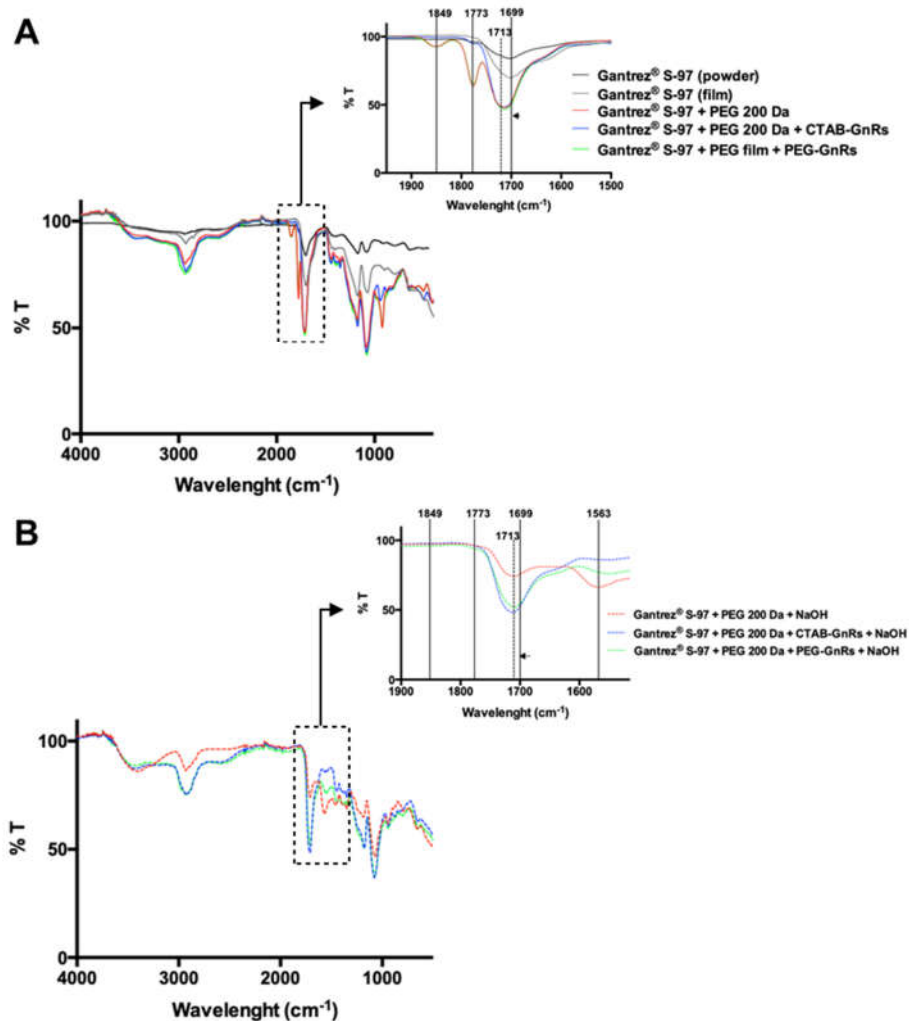 A
1849 1773 1699
1713
100
50
0
% T
1900 1800 1700 1600 1500
Wavelenght (cm-1)
Gantrez® S-97 (powder)
Gantrez® S-97 (film)
Gantrez® S-97 + PEG 200 Da
Gantrez® S-97 + PEG 200 Da + CTAB-GnRs
Gantrez® S-97 + PEG film + PEG-GnRs
100
50
0
% T
4000 3000 2000 1000
Wavelenght (cm-1)
B
1849 1773 1699 1563
1713
100
50
0
% T
1900 1800 1700 1600
Wavelenght (cm-1)
Gantrez® S-97 + PEG 200 Da + NaOH
Gantrez® S-97 + PEG 200 Da + CTAB-GnRs + NaOH
Gantrez® S-97 + PEG 200 Da + PEG-GnRs + NaOH
100
50
0
% T
4000 3000 2000 1000
Wavelenght (cm-1)